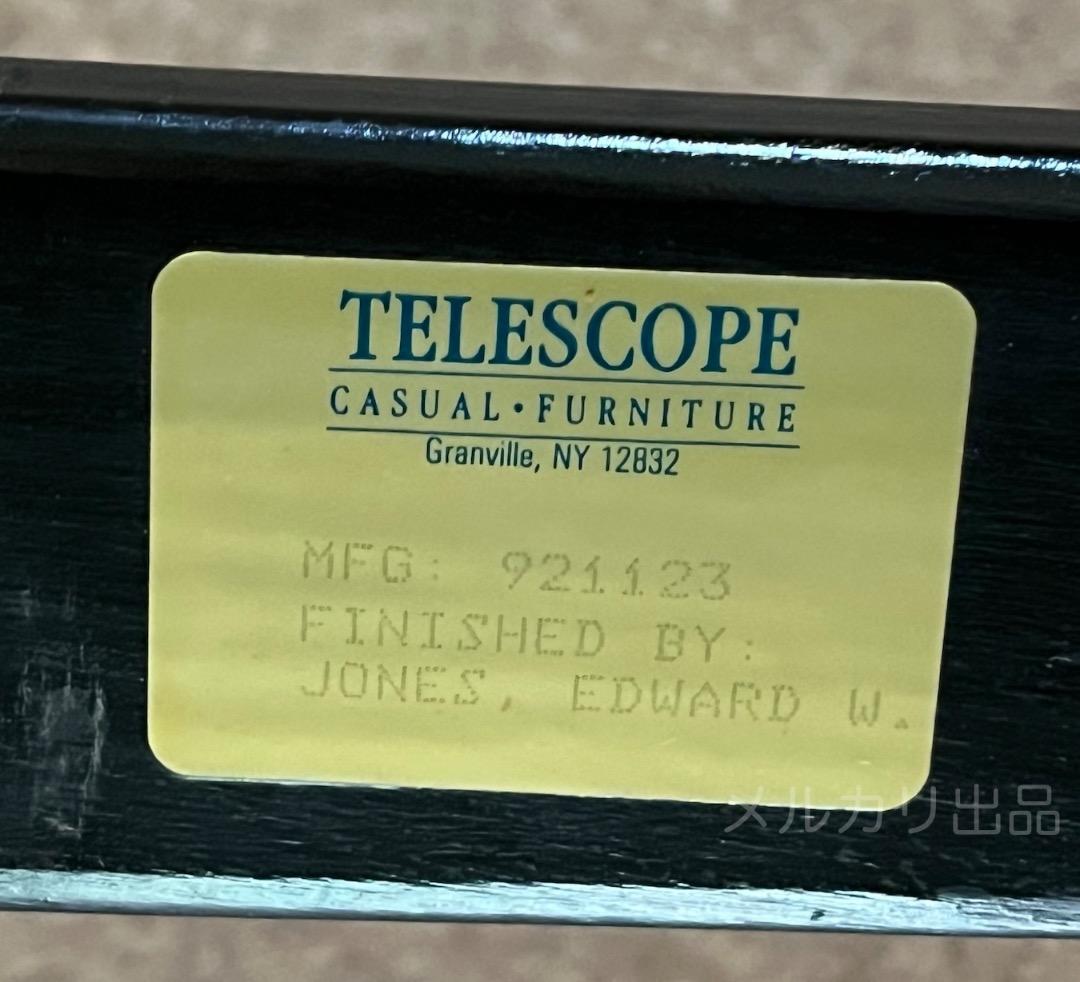 TELESCOPE
CASUAL • FURNITURE
Granville, NY 12832
MFG: 921123
FINISHED BY:
JONES, EDWARD W.
メルカリ出品